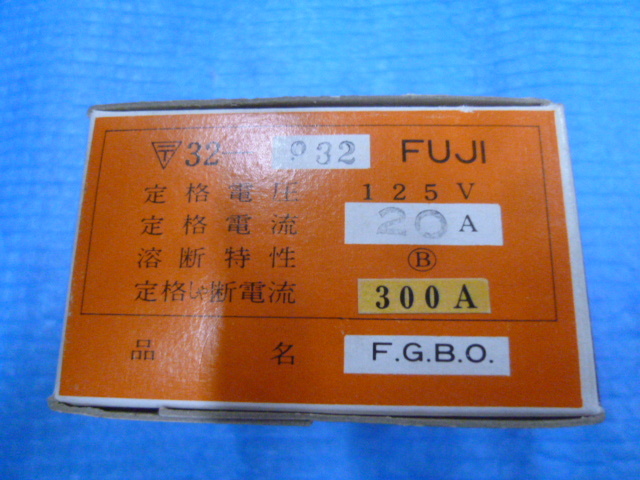 〒32-932 FUJI
定格電圧 125V
定格電流 20A
溶断特性 Ⓑ
定格しゃ断電流 300A
品名 F.G.B.O.